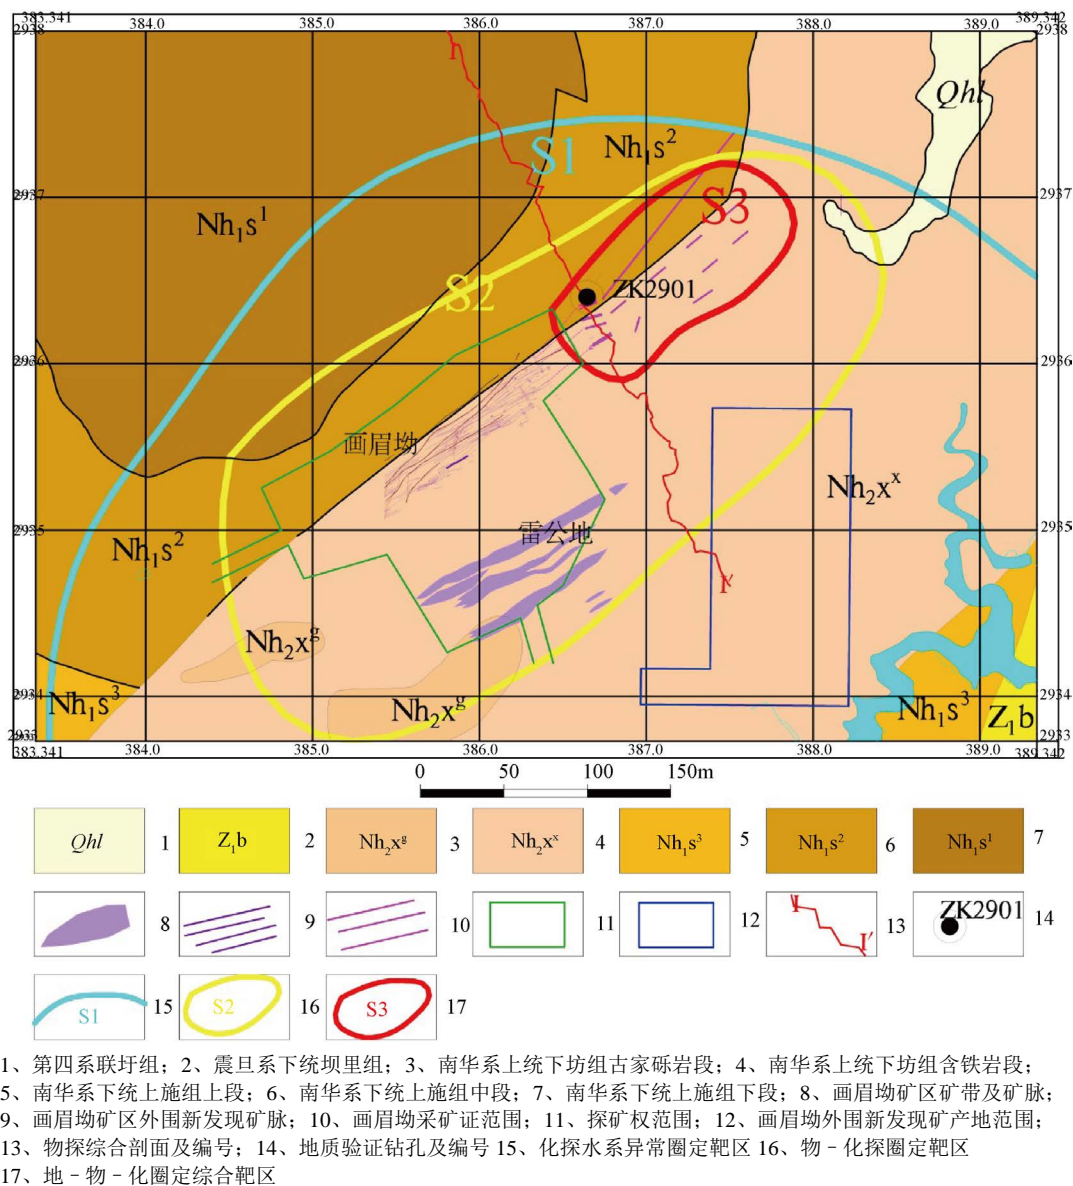 383.341 384.0 385.0 386.0 387.0 388.0 389.0 389.342
2938 2938
I
Qhl
S1
Nh₁s²
2937 2937
Nh₁s¹
S3
S2
ZK2901
2936 2936
画眉坳
Nh₂xˣ
2935 2935
雷公地
Nh₁s²
I′
Nh₂xᵍ
2934 2934
Nh₁s³
Nh₂xᵍ
Nh₁s³
Z₁b
2933 2933
383.341 384.0 385.0 386.0 387.0 388.0 389.0 389.342
0 50 100 150m
Qhl 1 Z₁b 2 Nh₂xᵍ 3 Nh₂xˣ 4 Nh₁s³ 5 Nh₁s² 6 Nh₁s¹ 7
8 9 10 11 12 I I′ 13 ZK2901 14
S1 15 S2 16 S3 17
1、第四系联圩组；2、震旦系下统坝里组；3、南华系上统下坊组古家砾岩段；4、南华系上统下坊组含铁岩段；
5、南华系下统上施组上段；6、南华系下统上施组中段；7、南华系下统上施组下段；8、画眉坳矿区矿带及矿脉；
9、画眉坳矿区外围新发现矿脉；10、画眉坳采矿证范围；11、探矿权范围；12、画眉坳外围新发现矿产地范围；
13、物探综合剖面及编号；14、地质验证钻孔及编号 15、化探水系异常圈定靶区 16、物－化探圈定靶区
17、地－物－化圈定综合靶区